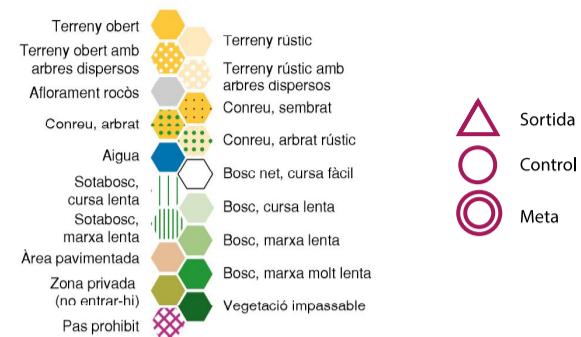 Terreny obert
Terreny obert amb
arbres dispersos
Aflorament rocòs
Conreu, arbrat
Aigua
Sotabosc,
cursa lenta
Sotabosc,
marxa lenta
Àrea pavimentada
Zona privada
(no entrar-hi)
Pas prohibit
Terreny rústic
Terreny rústic amb
arbres dispersos
Conreu, sembrat
Conreu, arbrat rústic
Bosc net, cursa fàcil
Bosc, cursa lenta
Bosc, marxa lenta
Bosc, marxa molt lenta
Vegetació impassable
Sortida
Control
Meta